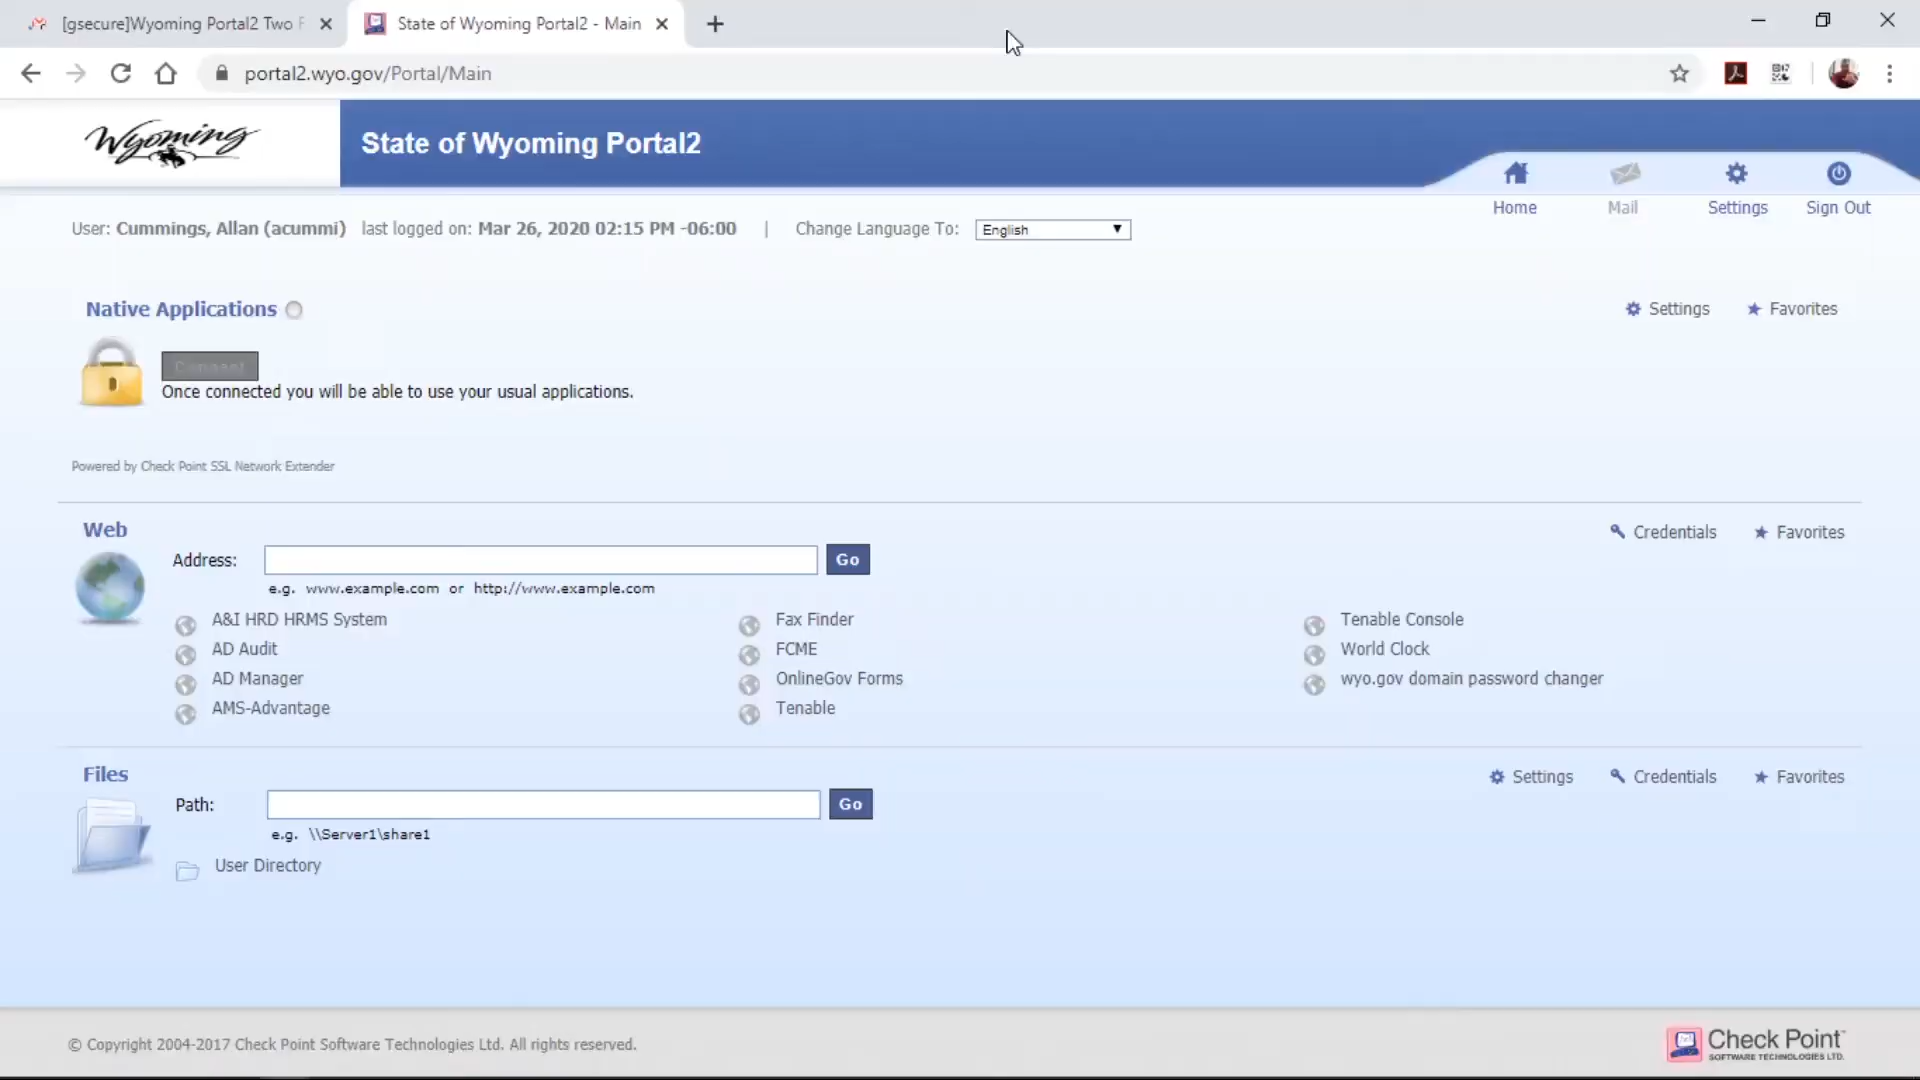 [gsecure]Wyoming Portal2 Two F
State of Wyoming Portal2 - Main
portal2.wyo.gov/Portal/Main
Wyoming
State of Wyoming Portal2
Home
Mail
Settings
Sign Out
User: Cummings, Allan (acummi) last logged on: Mar 26, 2020 02:15 PM -06:00 | Change Language To: English
Native Applications
Settings
Favorites
Connect
Once connected you will be able to use your usual applications.
Powered by Check Point SSL Network Extender
Web
Credentials
Favorites
Address:
Go
e.g. www.example.com or http://www.example.com
A&I HRD HRMS System
Fax Finder
Tenable Console
AD Audit
FCME
World Clock
AD Manager
OnlineGov Forms
wyo.gov domain password changer
AMS-Advantage
Tenable
Files
Settings
Credentials
Favorites
Path:
Go
e.g. \\Server1\share1
User Directory
© Copyright 2004-2017 Check Point Software Technologies Ltd. All rights reserved.
Check Point
SOFTWARE TECHNOLOGIES LTD.